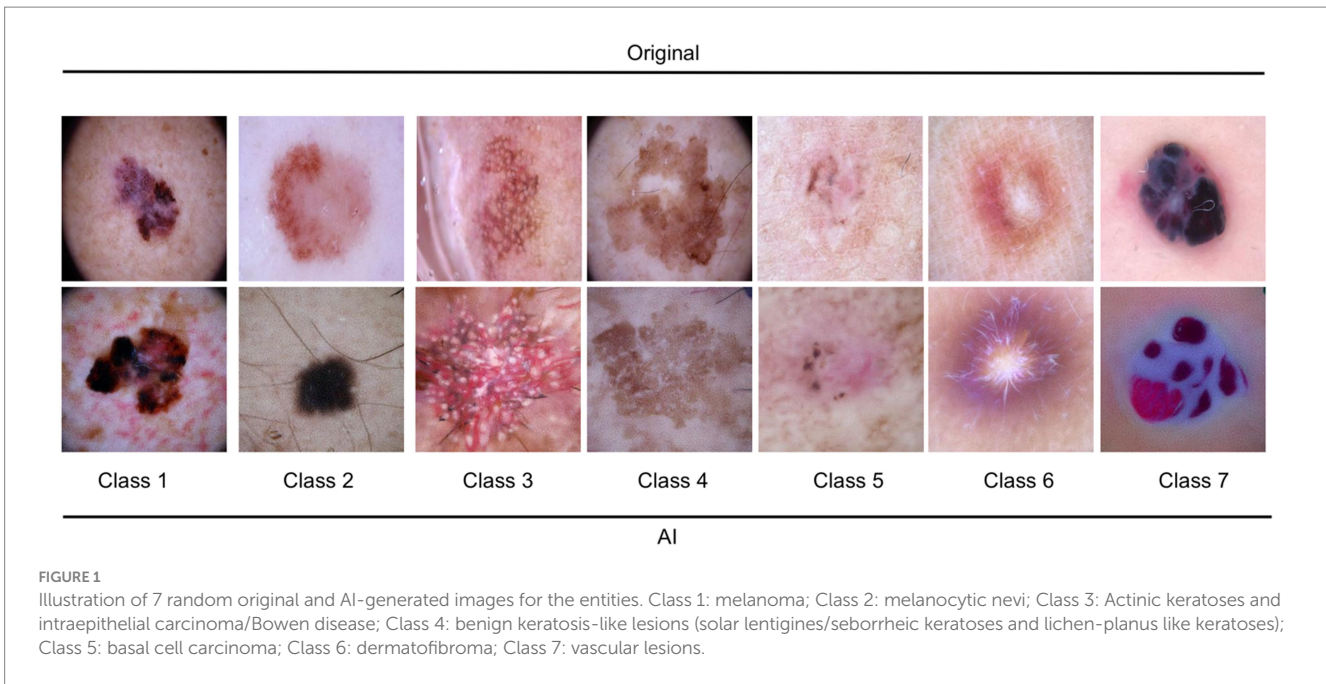 Original
Class 1 Class 2 Class 3 Class 4 Class 5 Class 6 Class 7
AI
FIGURE 1
Illustration of 7 random original and AI-generated images for the entities. Class 1: melanoma; Class 2: melanocytic nevi; Class 3: Actinic keratoses and
intraepithelial carcinoma/Bowen disease; Class 4: benign keratosis-like lesions (solar lentigines/seborrheic keratoses and lichen-planus like keratoses);
Class 5: basal cell carcinoma; Class 6: dermatofibroma; Class 7: vascular lesions.